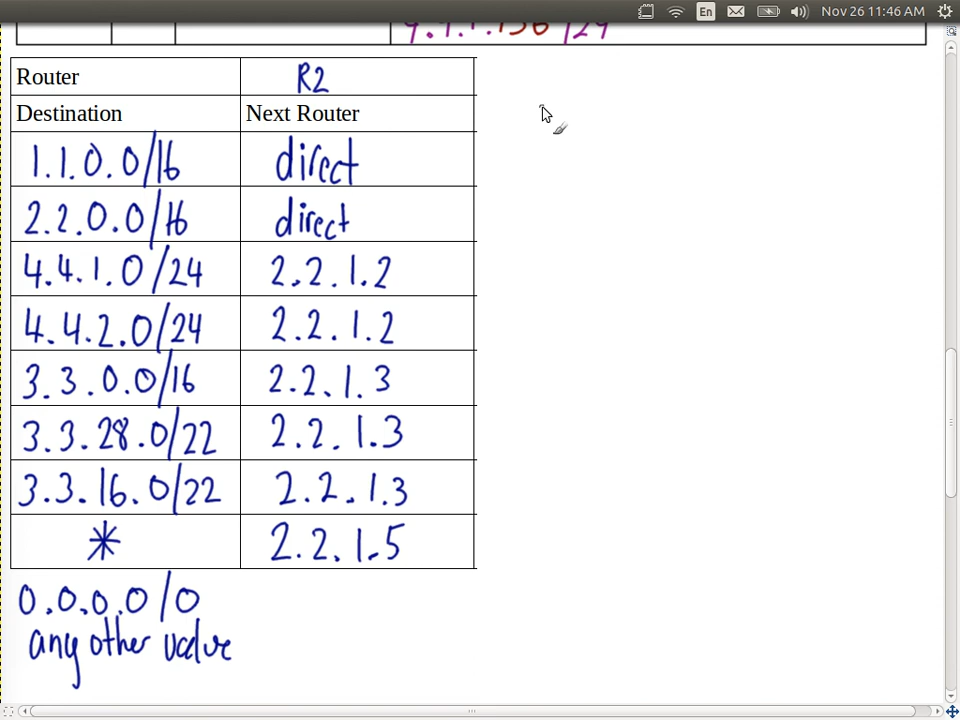 En Nov 26 11:46 AM
Router R2
Destination Next Router
1.1.0.0/16 direct
2.2.0.0/16 direct
4.4.1.0/24 2.2.1.2
4.4.2.0/24 2.2.1.2
3.3.0.0/16 2.2.1.3
3.3.28.0/22 2.2.1.3
3.3.16.0/22 2.2.1.3
* 2.2.1.5
0.0.0.0/0
any other value